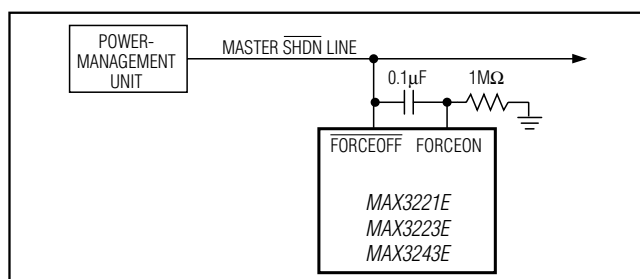 POWER-
MANAGEMENT
UNIT
MASTER SHDN LINE
0.1μF
1MΩ
FORCEOFF FORCEON
MAX3221E
MAX3223E
MAX3243E